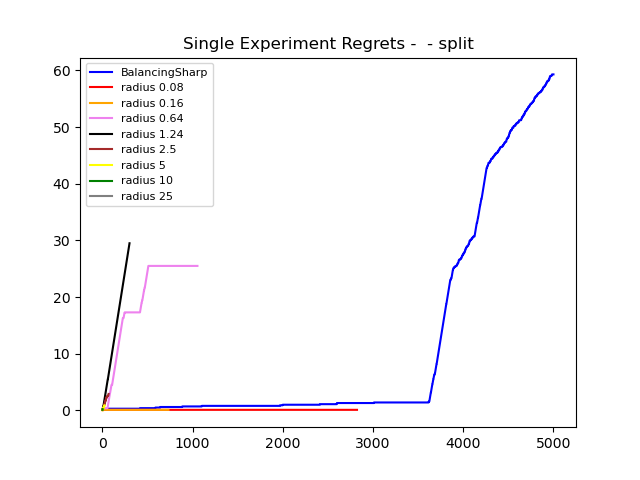 Single Experiment Regrets -  - split
BalancingSharp
radius 0.08
radius 0.16
radius 0.64
radius 1.24
radius 2.5
radius 5
radius 10
radius 25
60
50
40
30
20
10
0
0 1000 2000 3000 4000 5000